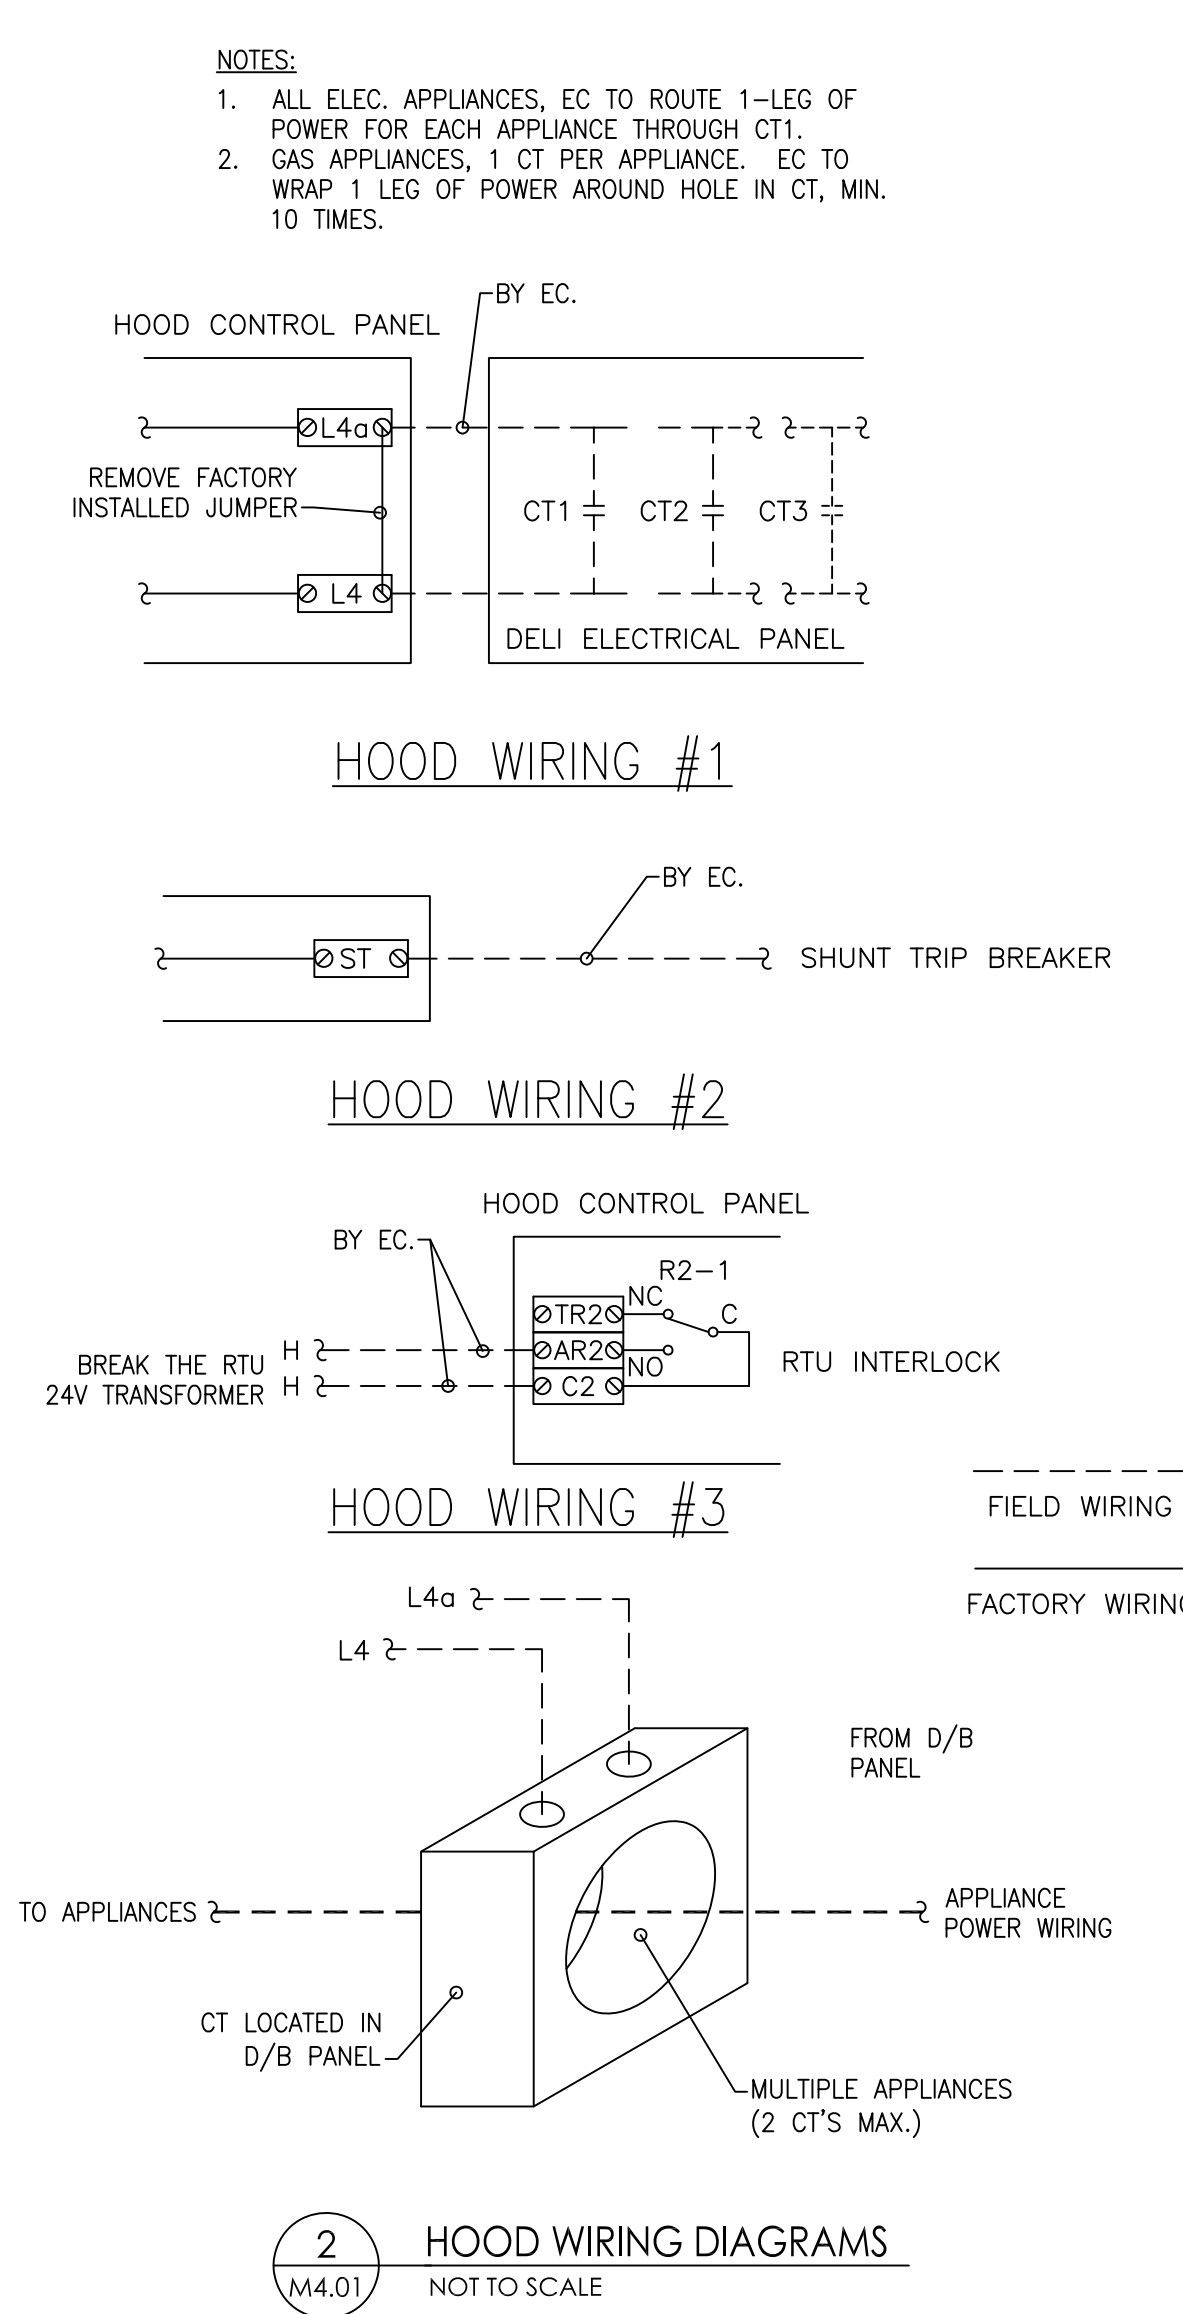 NOTES:
1. ALL ELEC. APPLIANCES, EC TO ROUTE 1-LEG OF
POWER FOR EACH APPLIANCE THROUGH CT1.
2. GAS APPLIANCES, 1 CT PER APPLIANCE. EC TO
WRAP 1 LEG OF POWER AROUND HOLE IN CT, MIN.
10 TIMES.
BY EC.
HOOD CONTROL PANEL
L4a
REMOVE FACTORY
INSTALLED JUMPER
CT1 CT2 CT3
L4
DELI ELECTRICAL PANEL
HOOD WIRING #1
BY EC.
ST
SHUNT TRIP BREAKER
HOOD WIRING #2
HOOD CONTROL PANEL
BY EC.
R2-1
NC
TR2
C
H
AR2
NO
BREAK THE RTU
24V TRANSFORMER
H
C2
RTU INTERLOCK
HOOD WIRING #3
FIELD WIRING
FACTORY WIRING
L4a
L4
FROM D/B
PANEL
TO APPLIANCES
APPLIANCE
POWER WIRING
CT LOCATED IN
D/B PANEL
MULTIPLE APPLIANCES
(2 CT'S MAX.)
2
M4.01
HOOD WIRING DIAGRAMS
NOT TO SCALE